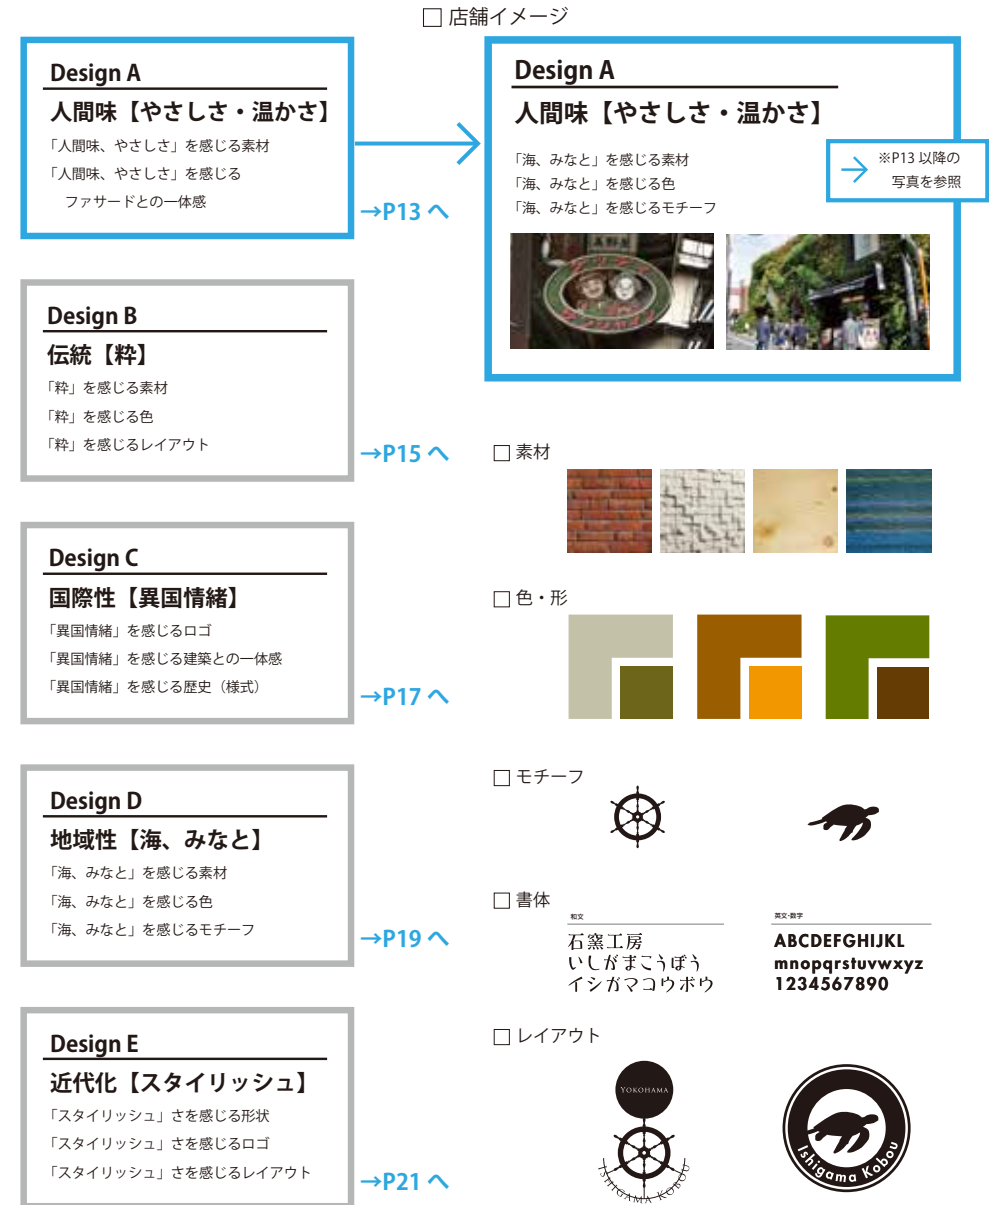 □ 店舗イメージ
Design A
人間味【やさしさ・温かさ】
「人間味、やさしさ」を感じる素材
「人間味、やさしさ」を感じる
ファサードとの一体感
→P13 へ
Design A
人間味【やさしさ・温かさ】
「海、みなと」を感じる素材
「海、みなと」を感じる色
「海、みなと」を感じるモチーフ
→ ※P13 以降の
写真を参照
Design B
伝統【粋】
「粋」を感じる素材
「粋」を感じる色
「粋」を感じるレイアウト
→P15 へ
□ 素材
Design C
国際性【異国情緒】
「異国情緒」を感じるロゴ
「異国情緒」を感じる建築との一体感
「異国情緒」を感じる歴史（様式）
→P17 へ
□ 色・形
Design D
地域性【海、みなと】
「海、みなと」を感じる素材
「海、みなと」を感じる色
「海、みなと」を感じるモチーフ
→P19 へ
□ モチーフ
□ 書体
和文
石窯工房
いしがまこうぼう
イシガマコウボウ
英文・数字
ABCDEFGHIJKL
mnopqrstuvwxyz
1234567890
Design E
近代化【スタイリッシュ】
「スタイリッシュ」さを感じる形状
「スタイリッシュ」さを感じるロゴ
「スタイリッシュ」さを感じるレイアウト
→P21 へ
□ レイアウト
YOKOHAMA
ISHIGAMA KOBOU
Ishigama Kobou